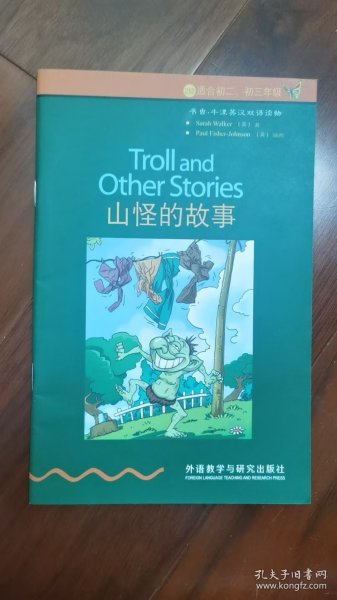 适合初二、初三年级
书虫·牛津英汉双语读物
Sarah Walker (英) 著
Paul Fisher-Johnson (英) 插图
Troll and
Other Stories
山怪的故事
外语教学与研究出版社
FOREIGN LANGUAGE TEACHING AND RESEARCH PRESS
孔夫子旧书网